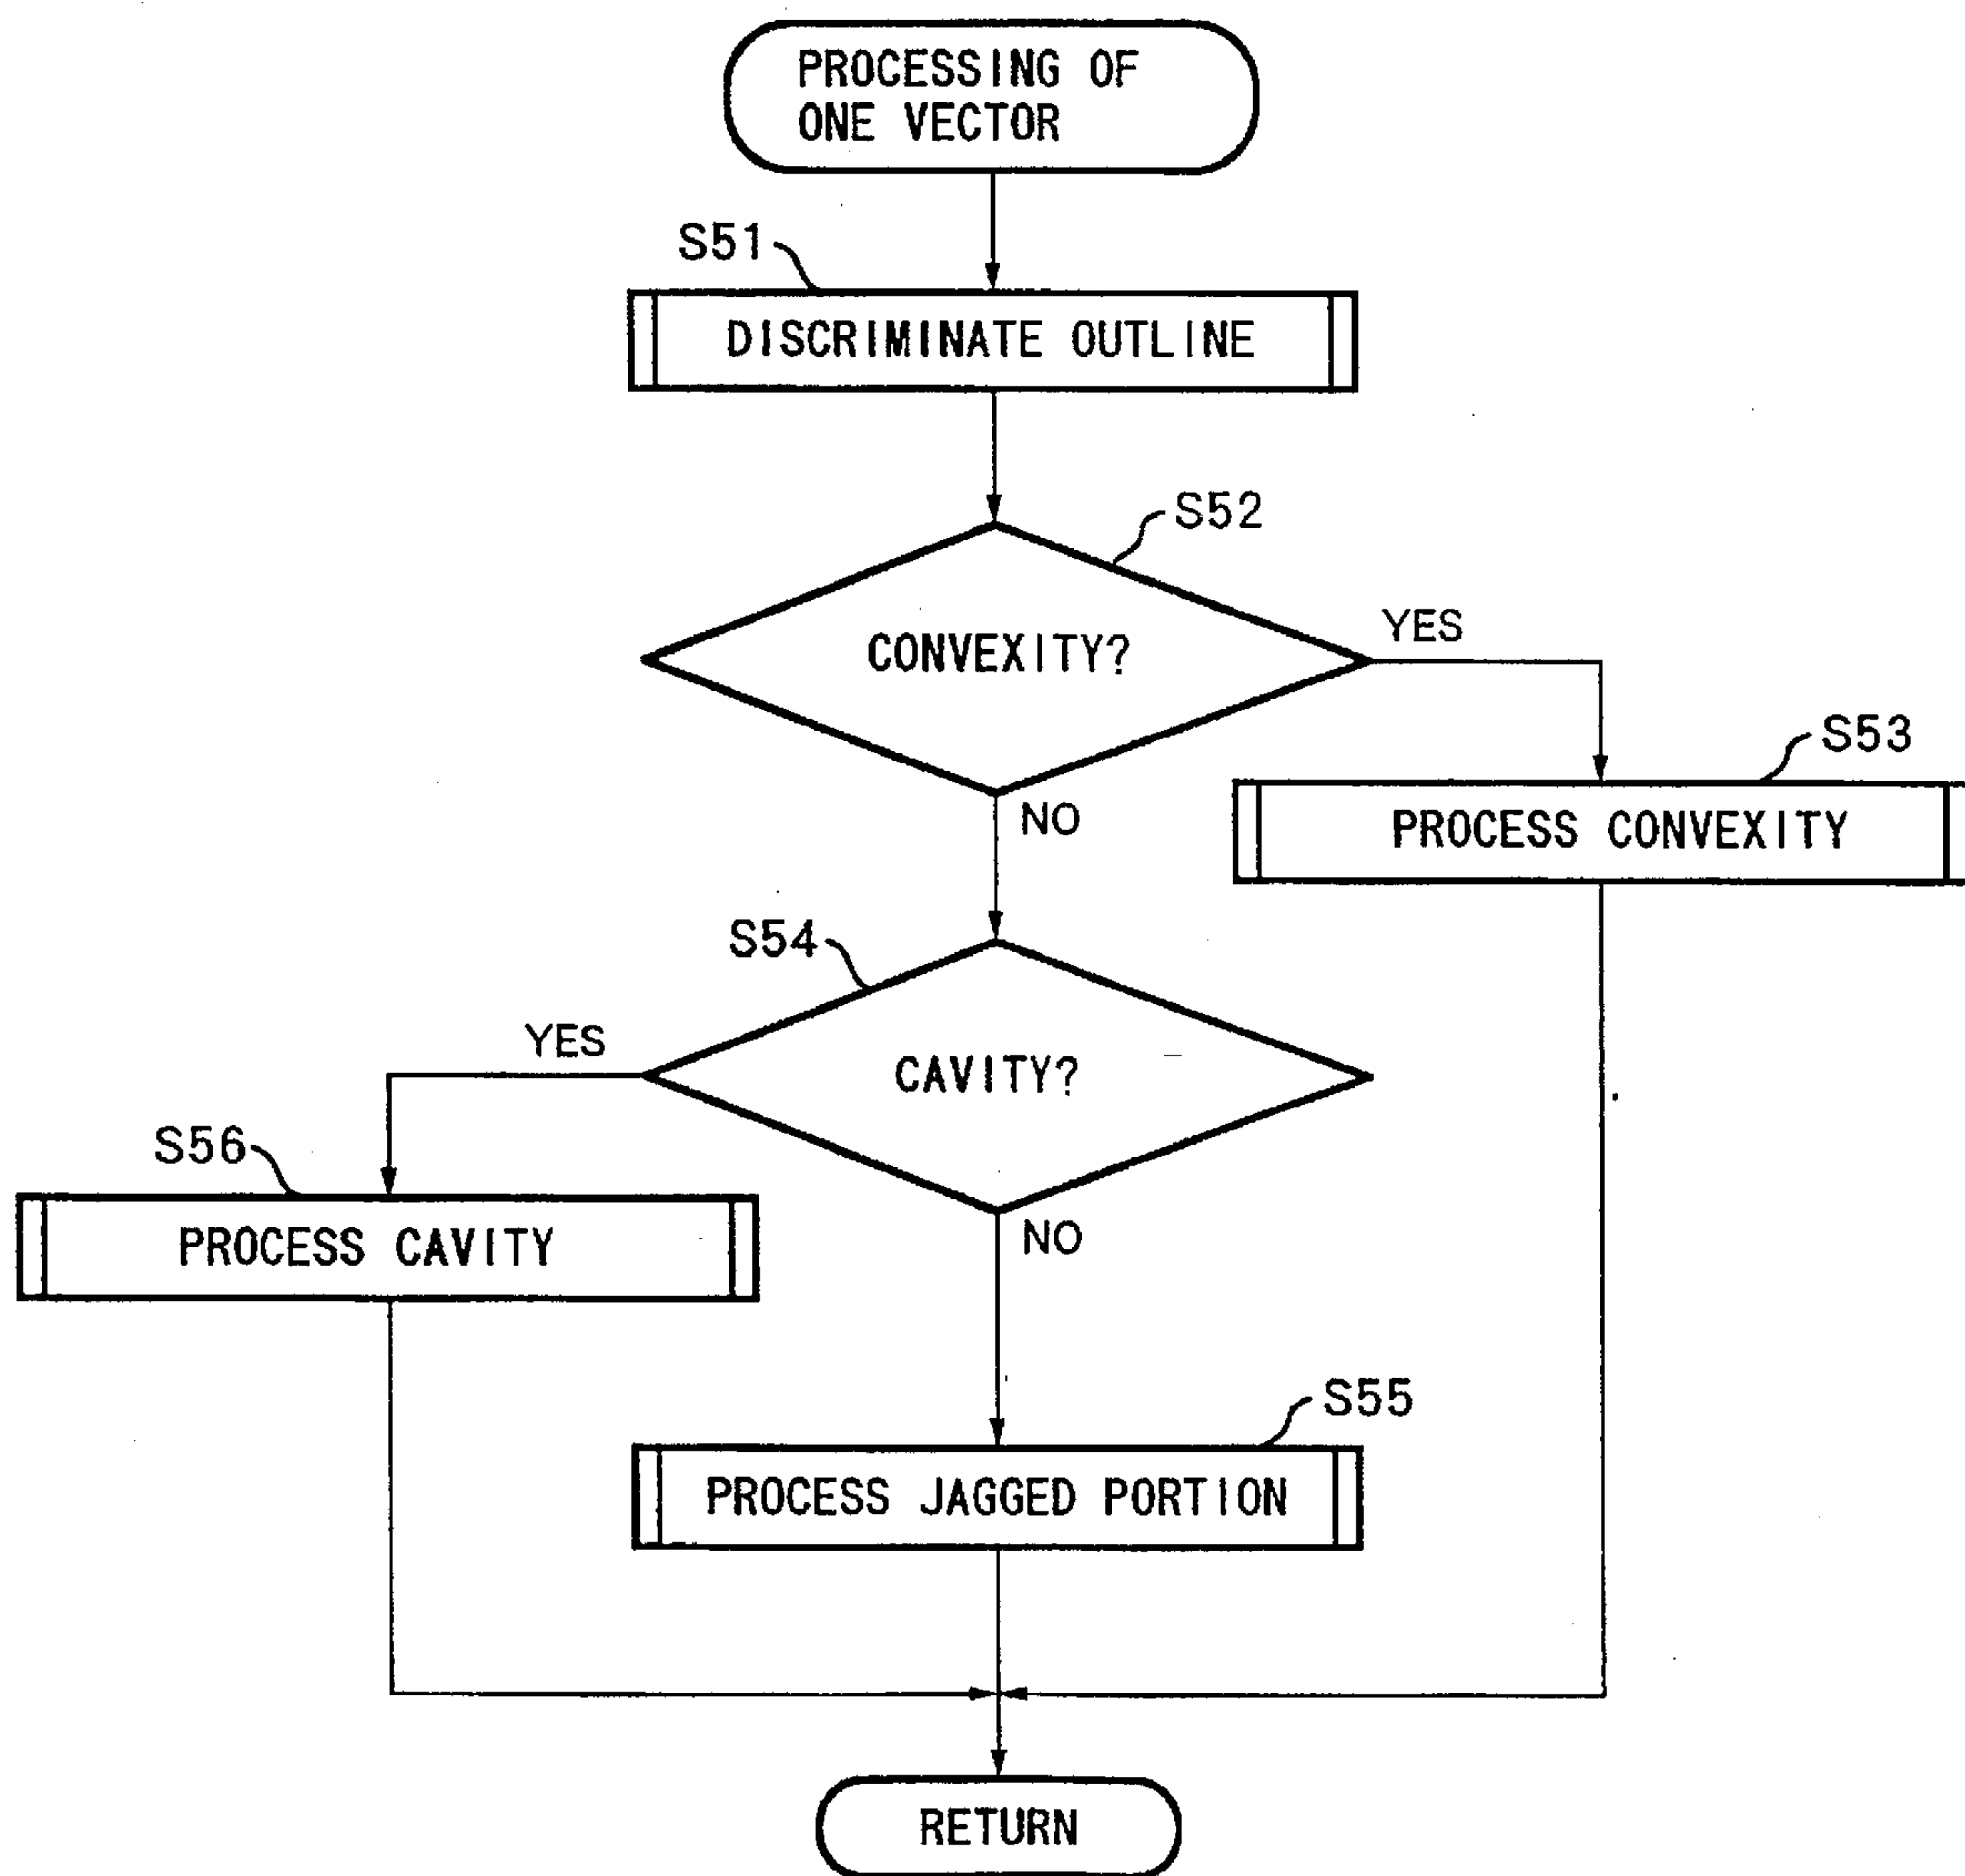 PROCESSING OF
ONE VECTOR
S51
DISCRIMINATE OUTLINE
S52
CONVEXITY?
YES
S53
PROCESS CONVEXITY
NO
S54
CAVITY?
YES
S56
PROCESS CAVITY
NO
S55
PROCESS JAGGED PORTION
RETURN